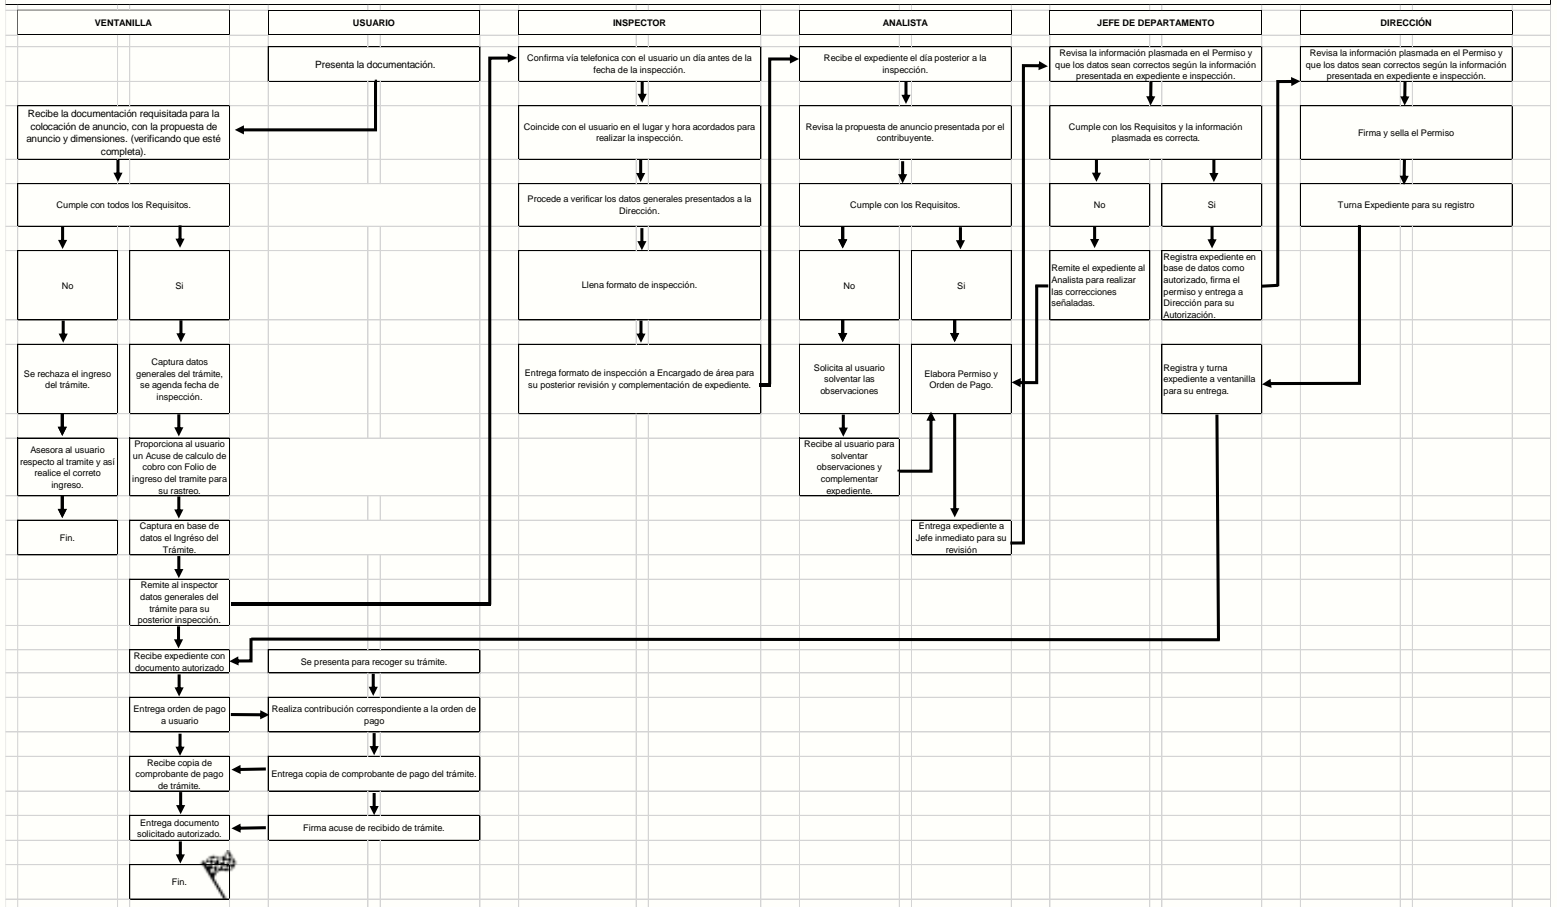 VENTANILLA
USUARIO
INSPECTOR
ANALISTA
JEFE DE DEPARTAMENTO
DIRECCIÓN
Presenta la documentación.
Recibe la documentación requisitada para la
colocación de anuncio, con la propuesta de
anuncio y dimensiones. (verificando que esté
completa).
Cumple con todos los Requisitos.
No
Si
Se rechaza el ingreso
del trámite.
Captura datos
generales del trámite,
se agenda fecha de
inspección.
Asesora al usuario
respecto al tramite y así
realice el correto
ingreso.
Proporciona al usuario
un Acuse de calculo de
cobro con Folio de
ingreso del tramite para
su rastreo.
Fin.
Captura en base de
datos el Ingréso del
Trámite.
Remite al inspector
datos generales del
trámite para su
posterior inspección.
Recibe expediente con
documento autorizado
Se presenta para recoger su trámite.
Entrega orden de pago
a usuario
Realiza contribución correspondiente a la orden de
pago
Recibe copia de
comprobante de pago
de trámite.
Entrega copia de comprobante de pago del trámite.
Entrega documento
solicitado autorizado.
Firma acuse de recibido de trámite.
Fin.
Confirma vía telefonica con el usuario un día antes de la
fecha de la inspección.
Coincide con el usuario en el lugar y hora acordados para
realizar la inspección.
Procede a verificar los datos generales presentados a la
Dirección.
Llena formato de inspección.
Entrega formato de inspección a Encargado de área para
su posterior revisión y complementación de expediente.
Recibe el expediente el día posterior a la
inspección.
Revisa la propuesta de anuncio presentada por el
contribuyente.
Cumple con los Requisitos.
No
Si
Solicita al usuario
solventar las
observaciones
Elabora Permiso y
Orden de Pago.
Recibe al usuario para
solventar
observaciones y
complementar
expediente.
Entrega expediente a
Jefe inmediato para su
revisión
Revisa la información plasmada en el Permiso y
que los datos sean correctos según la información
presentada en expediente e inspección.
Cumple con los Requisitos y la información
plasmada es correcta.
No
Si
Remite el expediente al
Analista para realizar
las correcciones
señaladas.
Registra expediente en
base de datos como
autorizado, firma el
permiso y entrega a
Dirección para su
Autorización.
Registra y turna
expediente a ventanilla
para su entrega.
Revisa la información plasmada en el Permiso y
que los datos sean correctos según la información
presentada en expediente e inspección.
Firma y sella el Permiso
Turna Expediente para su registro